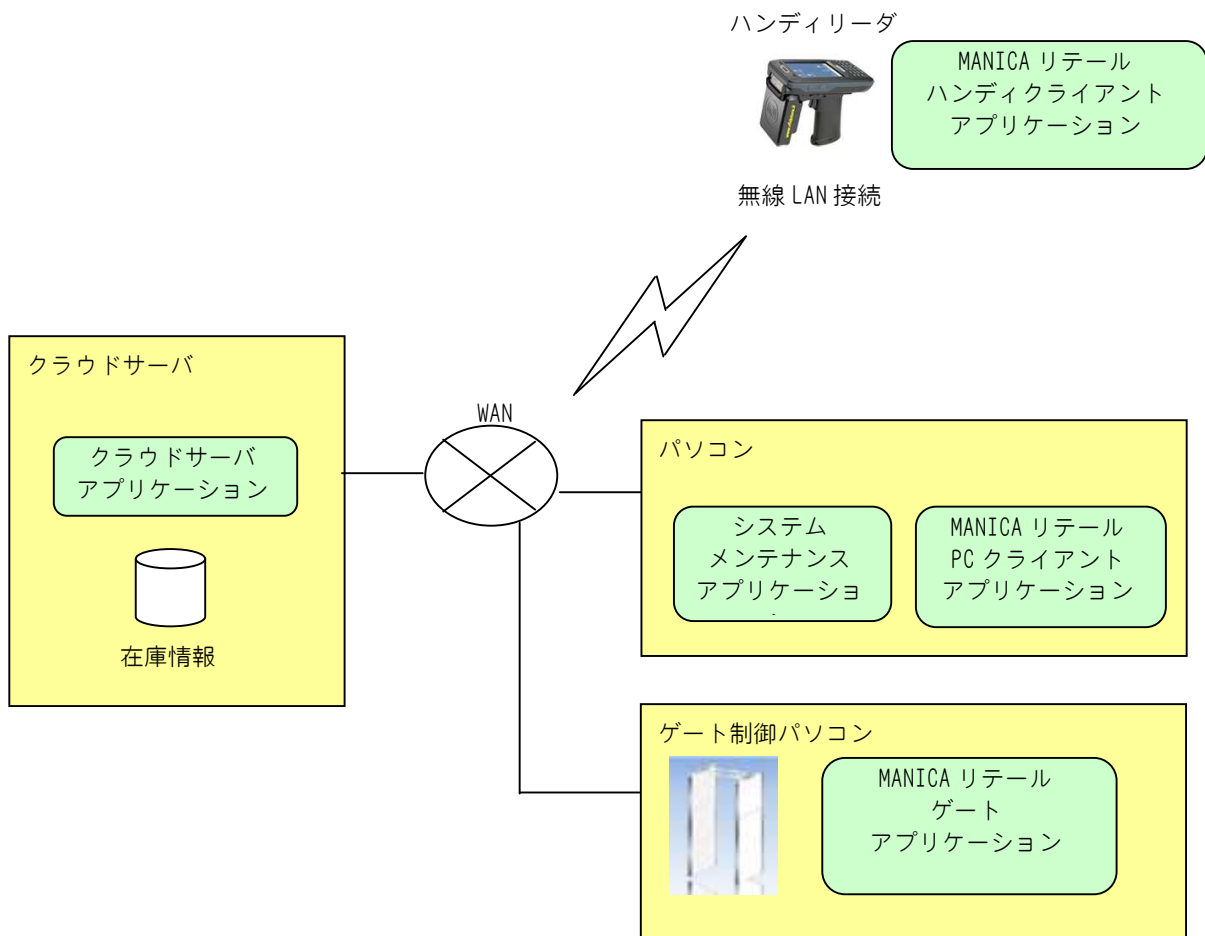 ハンディリーダ
MANICA リテール
ハンディクライアント
アプリケーション
無線 LAN 接続
クラウドサーバ
クラウドサーバ
アプリケーション
在庫情報
WAN
パソコン
システム
メンテナンス
アプリケーショ
MANICA リテール
PC クライアント
アプリケーション
ゲート制御パソコン
MANICA リテール
ゲート
アプリケーション